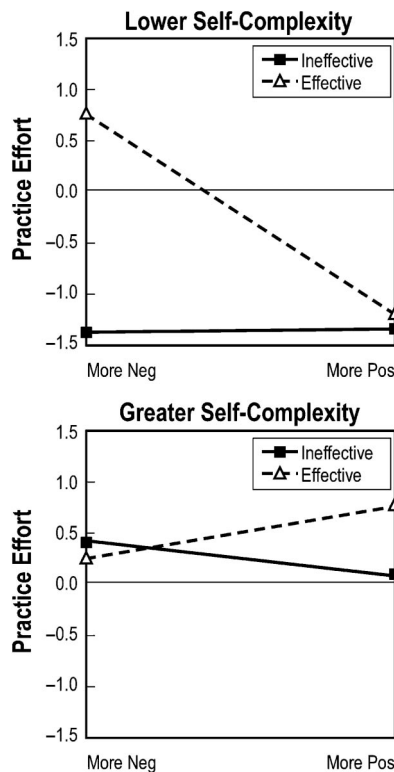 Lower Self-Complexity
1.5
1.0
0.5
0.0
−0.5
−1.0
−1.5
Practice Effort
Ineffective
Effective
More Neg
More Pos
Greater Self-Complexity
1.5
1.0
0.5
0.0
−0.5
−1.0
−1.5
Practice Effort
Ineffective
Effective
More Neg
More Pos